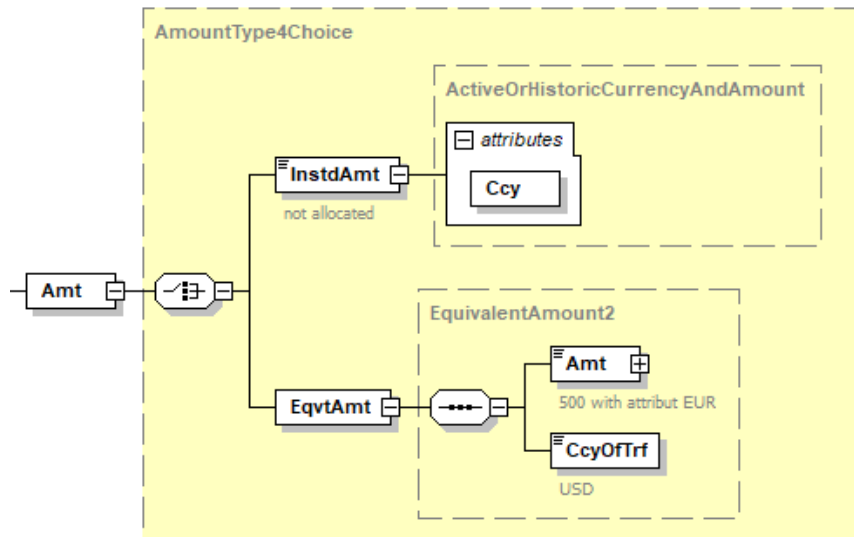 AmountType4Choice
ActiveOrHistoricCurrencyAndAmount
attributes
InstdAmt
Ccy
not allocated
Amt
EquivalentAmount2
Amt
500 with attribut EUR
EqvtAmt
CcyOfTrf
USD